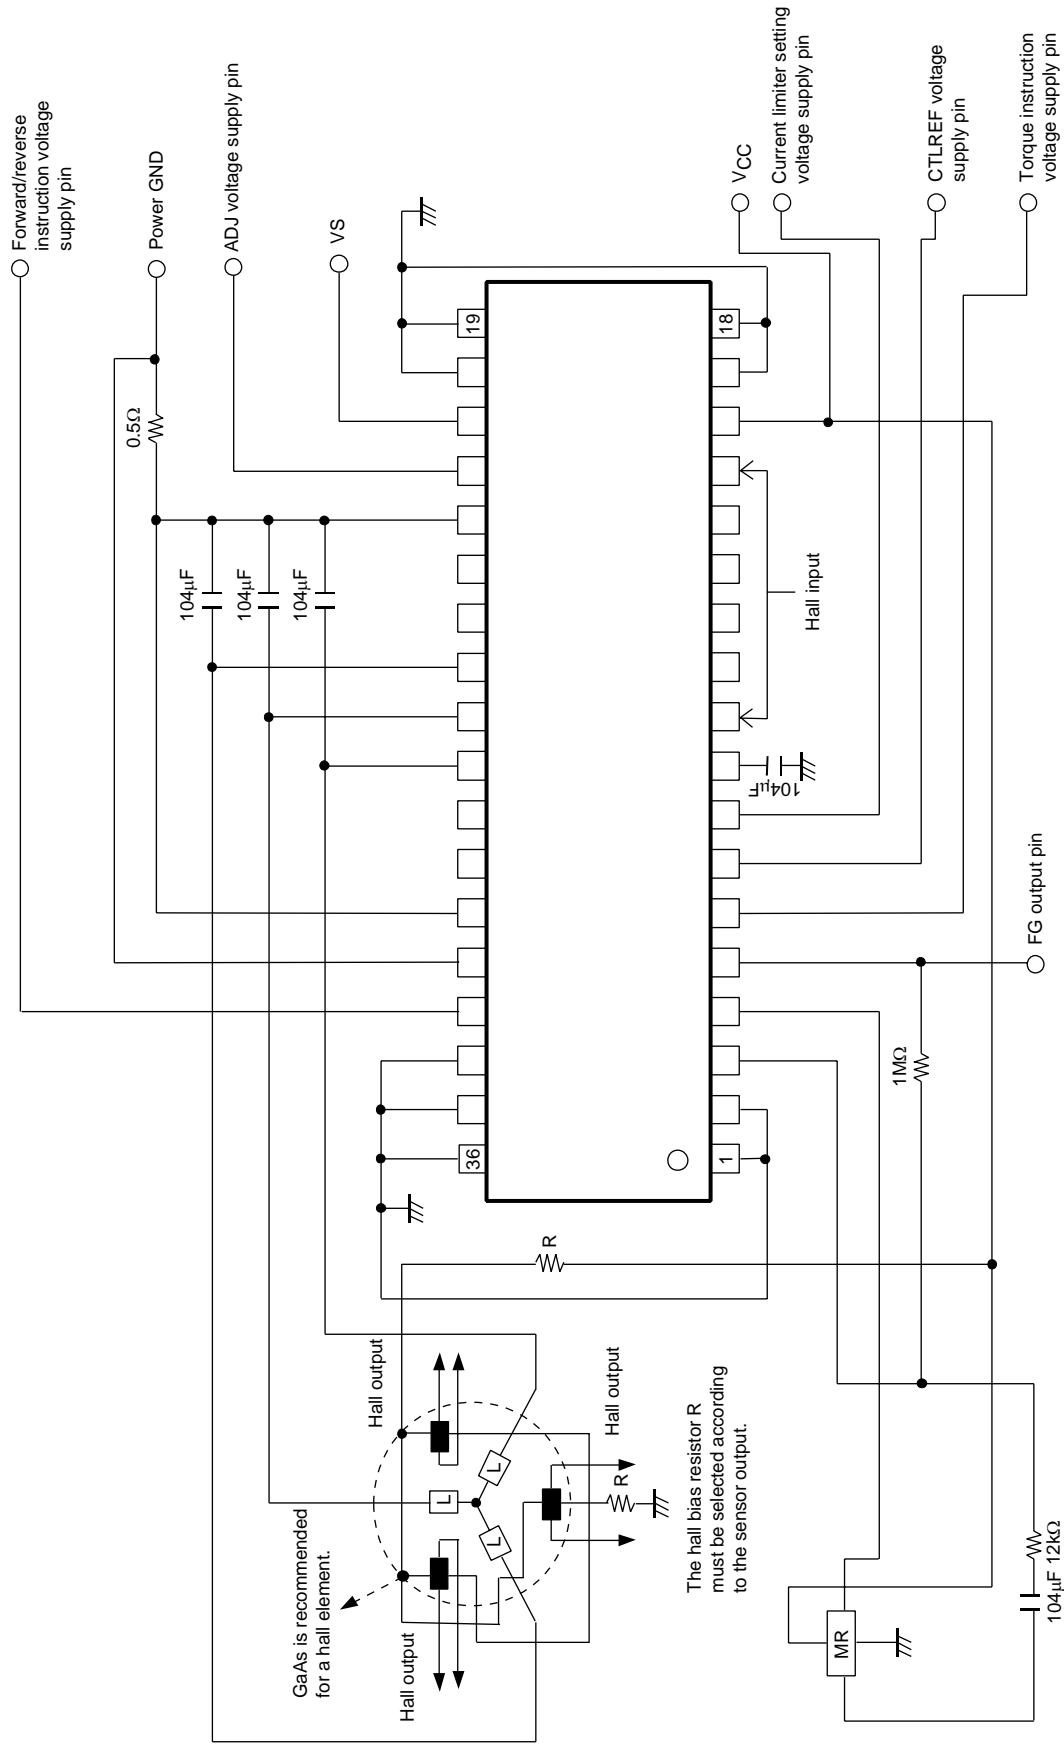 Forward/reverse
instruction voltage
supply pin
Power GND
ADJ voltage supply pin
VS
VCC
Current limiter setting
voltage supply pin
CTLREF voltage
supply pin
Torque instruction
voltage supply pin
19
18
0.5Ω
104µF
104µF
104µF
Hall input
104µF
FG output pin
1MΩ
36
1
R
Hall output
Hall output
L
L
L
R
GaAs is recommended
for a hall element.
Hall output
The hall bias resistor R
must be selected according
to the sensor output.
MR
104µF 12kΩ